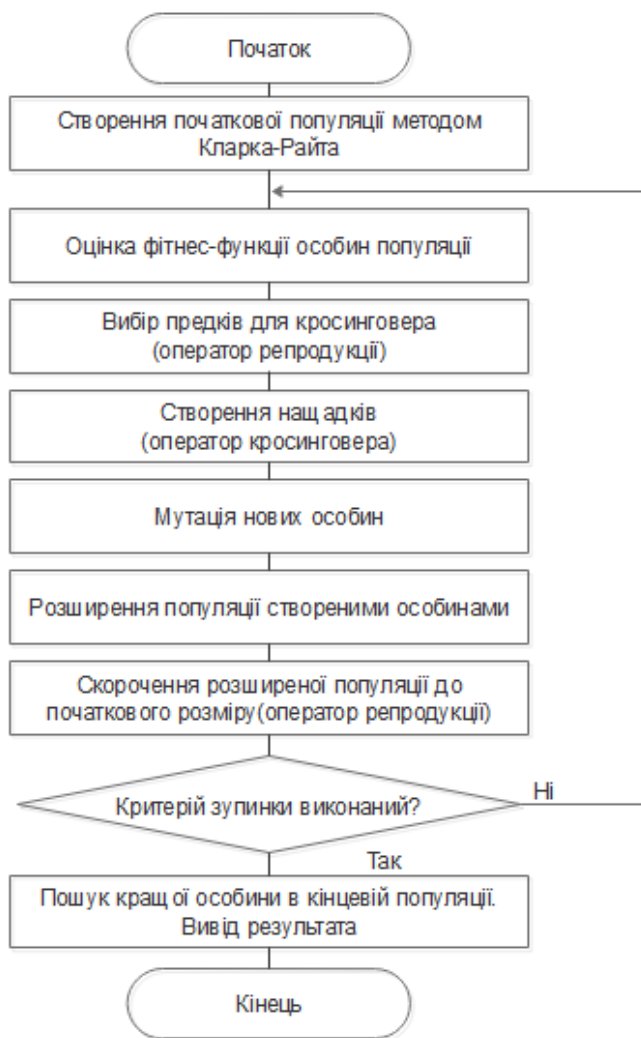 Початок
Створення початкової популяції методом
Кларка-Райта
Оцінка фітнес-функції особин популяції
Вибір предків для кросинговера
(оператор репродукції)
Створення нащадків
(оператор кросинговера)
Мутація нових особин
Розширення популяції створеними особинами
Скорочення розширеної популяції до
початкового розміру(оператор репродукції)
Критерій зупинки виконаний?
Ні
Так
Пошук кращої особини в кінцевій популяції.
Вивід результата
Кінець